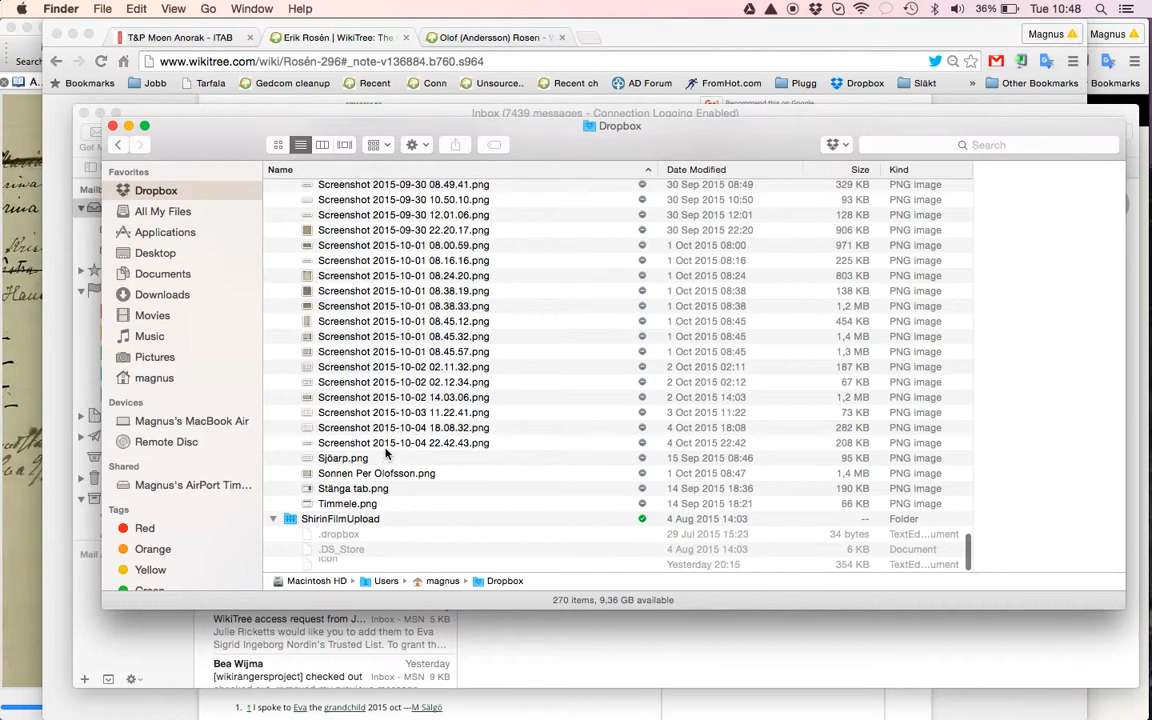 Finder File Edit View Go Window Help 36% Tue 10:48
T&P Moen Anorak - ITAB Erik Rosén | WikiTree: The Olof (Andersson) Rosen - W Magnus Magnus
Search
www.wikitree.com/wiki/Rosén-296#_note-v136884.b760.s964
A. Bookmarks Jobb Tarfala Gedcom cleanup Recent Conn Unsource.. Recent ch AD Forum FromHot.com Plugg Dropbox Släkt Other Bookmarks
Recommend this on Google
Inbox (7439 messages - Connection Logging Enabled)
Dropbox
Get M
Search
Favorites Name Date Modified Size Kind
Mailb
Dropbox Screenshot 2015-09-30 08.49.41.png 30 Sep 2015 08:49 329 KB PNG image
Screenshot 2015-09-30 10.50.10.png 30 Sep 2015 10:50 93 KB PNG image
All My Files Screenshot 2015-09-30 12.01.06.png 30 Sep 2015 12:01 128 KB PNG image
Applications Screenshot 2015-09-30 22.20.17.png 30 Sep 2015 22:20 906 KB PNG image
Desktop Screenshot 2015-10-01 08.00.59.png 1 Oct 2015 08:00 971 KB PNG image
Screenshot 2015-10-01 08.16.16.png 1 Oct 2015 08:16 225 KB PNG image
Documents Screenshot 2015-10-01 08.24.20.png 1 Oct 2015 08:24 803 KB PNG image
Downloads Screenshot 2015-10-01 08.38.19.png 1 Oct 2015 08:38 138 KB PNG image
Movies Screenshot 2015-10-01 08.38.33.png 1 Oct 2015 08:38 1,2 MB PNG image
Screenshot 2015-10-01 08.45.12.png 1 Oct 2015 08:45 454 KB PNG image
Music Screenshot 2015-10-01 08.45.32.png 1 Oct 2015 08:45 1,4 MB PNG image
Pictures Screenshot 2015-10-01 08.45.57.png 1 Oct 2015 08:45 1,3 MB PNG image
Screenshot 2015-10-02 02.11.32.png 2 Oct 2015 02:11 187 KB PNG image
magnus Screenshot 2015-10-02 02.12.34.png 2 Oct 2015 02:12 67 KB PNG image
Devices Screenshot 2015-10-02 14.03.06.png 2 Oct 2015 14:03 1,2 MB PNG image
Magnus's MacBook Air Screenshot 2015-10-03 11.22.41.png 3 Oct 2015 11:22 73 KB PNG image
Screenshot 2015-10-04 18.08.32.png 4 Oct 2015 18:08 282 KB PNG image
Remote Disc Screenshot 2015-10-04 22.42.43.png 4 Oct 2015 22:42 208 KB PNG image
Shared Sjöarp.png 15 Sep 2015 08:46 95 KB PNG image
Sonnen Per Olofsson.png 1 Oct 2015 08:47 1,4 MB PNG image
Magnus's AirPort Tim... Stänga tab.png 14 Sep 2015 18:36 190 KB PNG image
Tags Timmele.png 14 Sep 2015 18:21 66 KB PNG image
Red ShirinFilmUpload 4 Aug 2015 14:03 -- Folder
.dropbox 29 Jul 2015 15:23 34 bytes TextEd...ument
Orange .DS_Store 4 Aug 2015 14:03 6 KB Document
Mail
Yellow Icon Yesterday 20:15 354 KB TextEd...ument
Green Macintosh HD Users magnus Dropbox
270 items, 9,36 GB available
WikiTree access request from J... Inbox - MSN 5 KB
Julie Ricketts would like you to add them to Eva
Sigrid Ingeborg Nordin's Trusted List. To grant th...
Bea Wijma Yesterday
[wikirangersproject] checked out Inbox - MSN 9 KB
checked out, removed my previous message
1. ↑ I spoke to Eva the grandchild 2015 oct ---M Sälgö